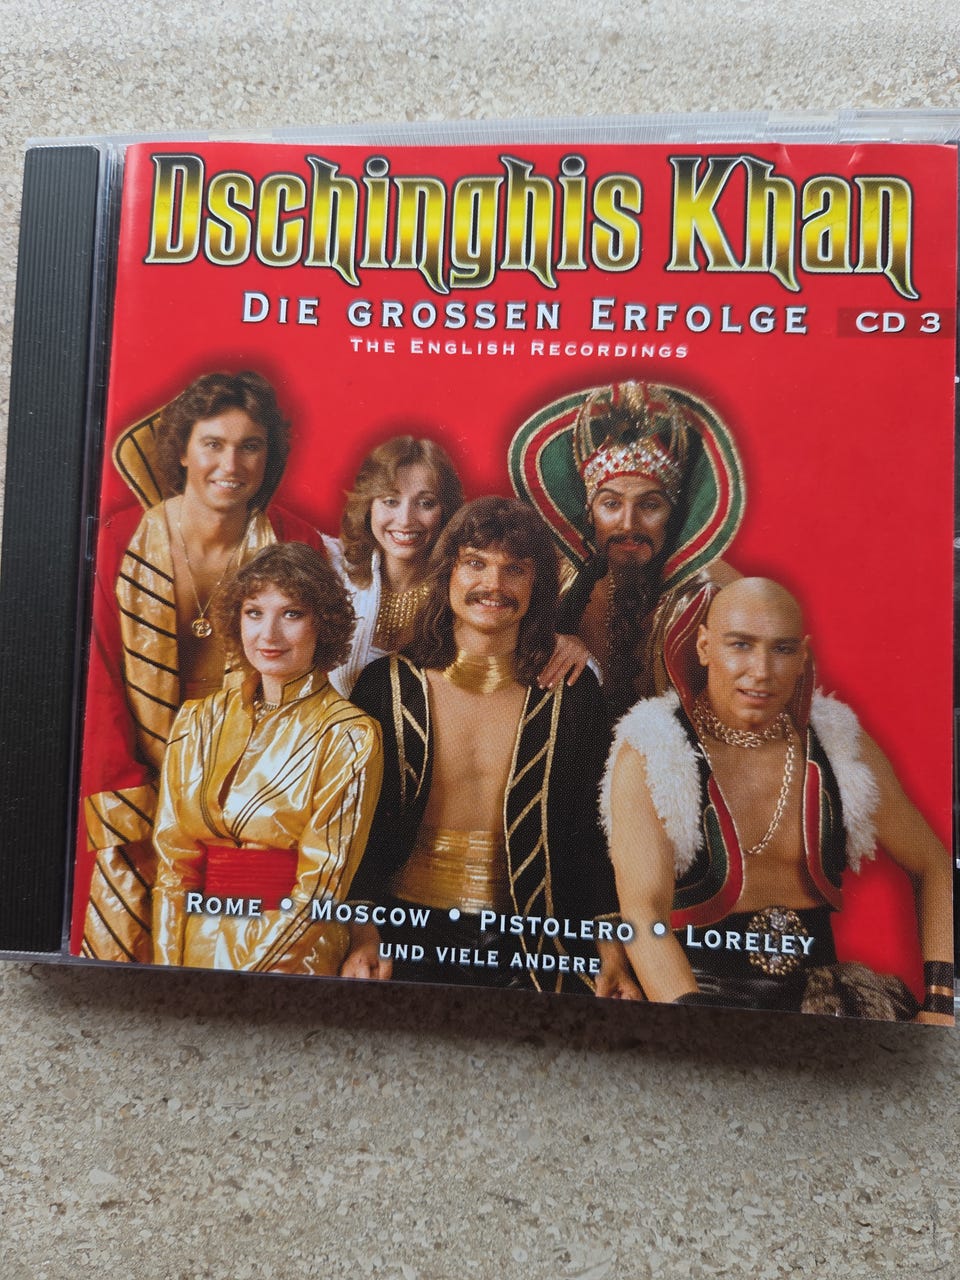 Dschinghis Khan
DIE GROSSEN ERFOLGE CD 3
THE ENGLISH RECORDINGS
ROME • MOSCOW • PISTOLERO • LORELEY
UND VIELE ANDERE